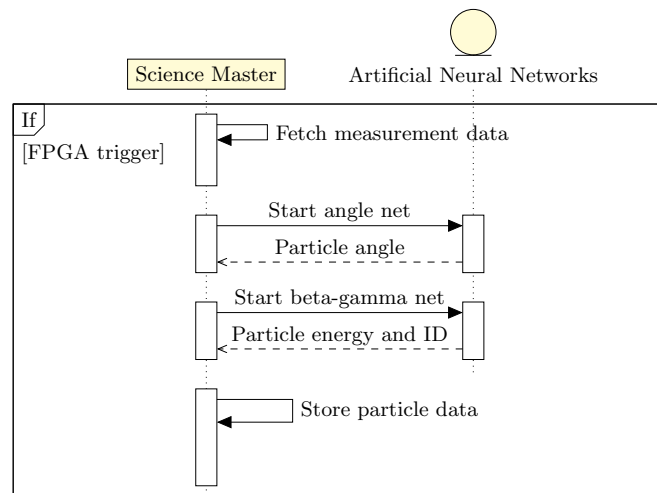 Science Master
Artificial Neural Networks
If
[FPGA trigger]
Fetch measurement data
Start angle net
Particle angle
Start beta-gamma net
Particle energy and ID
Store particle data